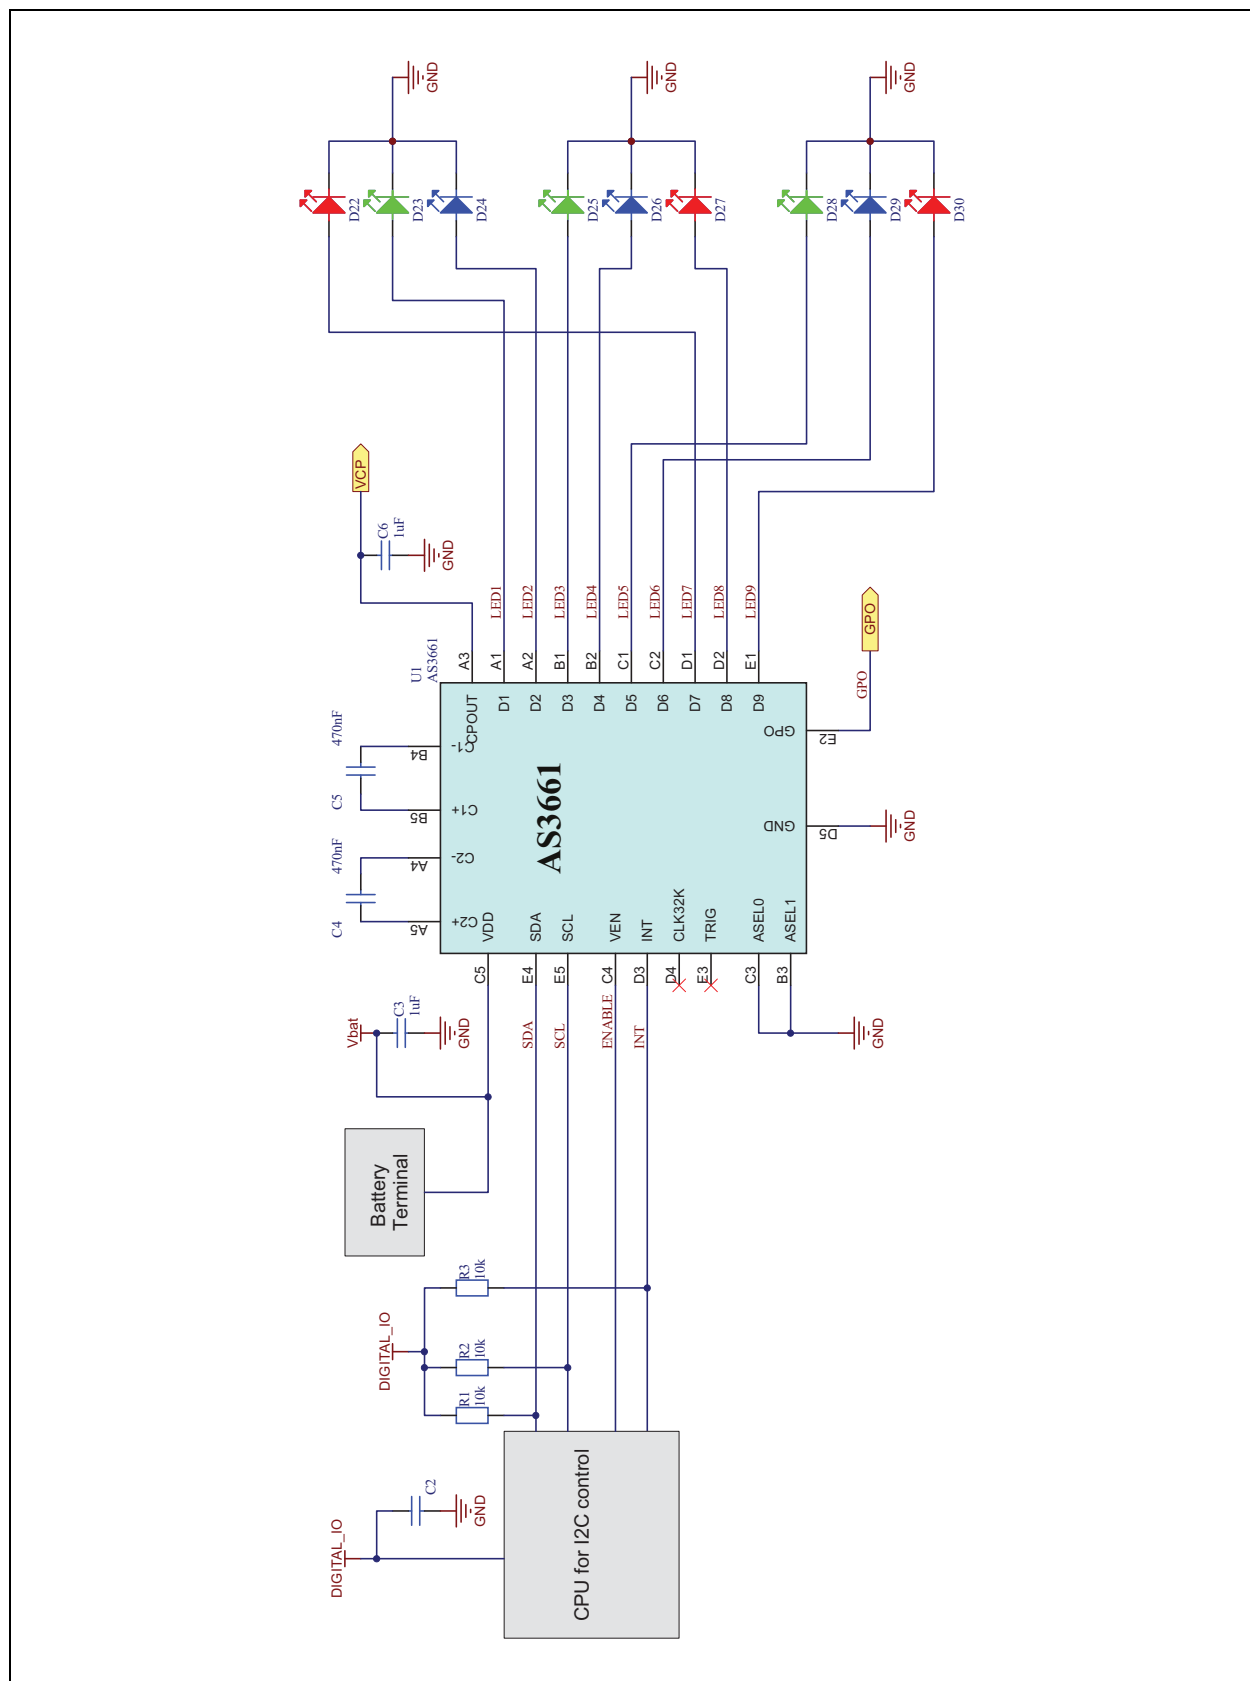 DIGITAL_IO
C2
GND
CPU for I2C control
DIGITAL_IO
R1
10k
R2
10k
R3
10k
Battery
Terminal
Vbat
C3
1uF
GND
SDA
SCL
ENABLE
INT
C5
E4
E5
C4
D3
D4
E3
C3
B3
GND
VDD
SDA
SCL
VEN
INT
CLK32K
TRIG
ASEL0
ASEL1
C4
470nF
C5
470nF
A5
A4
B5
B4
C2+
C2-
C1+
C1-
AS3661
U1
AS3661
GND
GPO
D5
E2
GND
GPO
GPO
CPOUT
D1
D2
D3
D4
D5
D6
D7
D8
D9
A3
A1
A2
B1
B2
C1
C2
D1
D2
E1
LED1
LED2
LED3
LED4
LED5
LED6
LED7
LED8
LED9
C6
1uF
GND
VCP
D22
D23
D24
D25
D26
D27
D28
D29
D30
GND
GND
GND